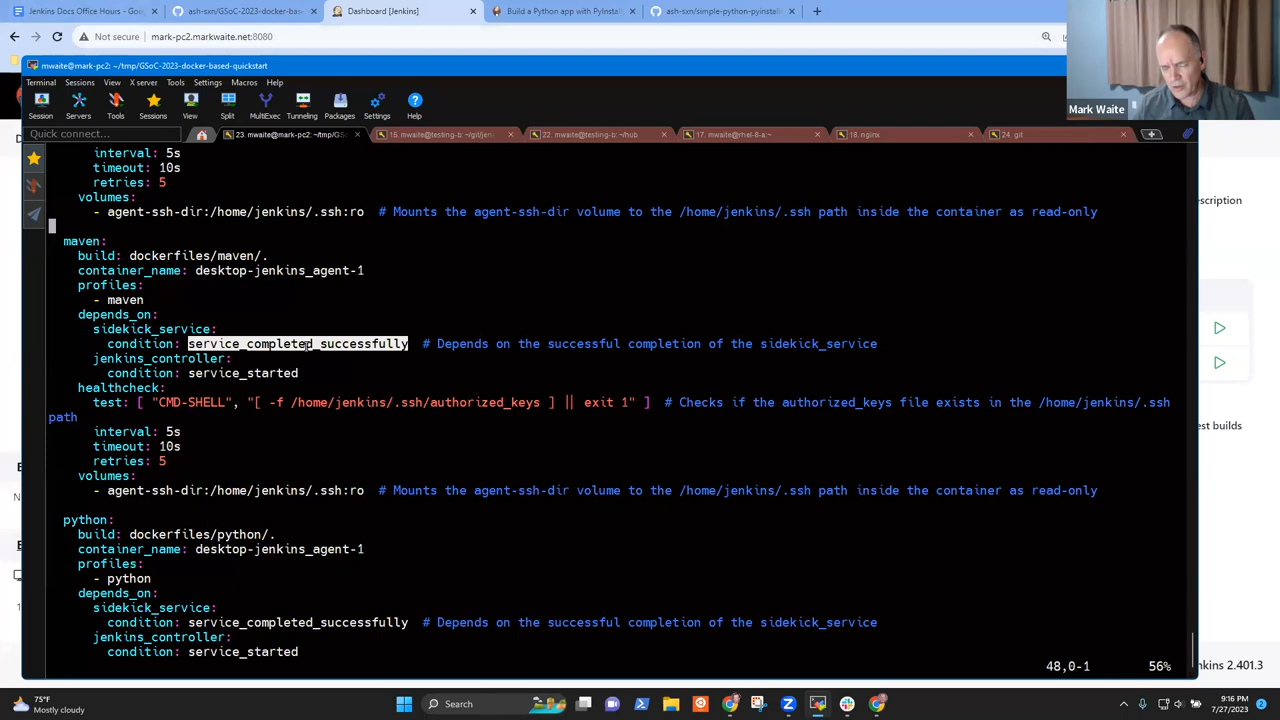 Jenkins Docs Office Hours - Goog
ash-sxn/GSoC-2023-docker-based-
Dashboard [Jenkins]
Build a Python app with PyInstalle
ash-sxn/simple-python-pyinstalle
Not secure
mark-pc2.markwaite.net:8080
mwaite@mark-pc2: ~/tmp/GSoC-2023-docker-based-quickstart
Terminal Sessions View X server Tools Settings Macros Help
Session Servers Tools Sessions View Split MultiExec Tunneling Packages Settings Help
Mark Waite
Quick connect...
23. mwaite@mark-pc2: ~/tmp/GS
15. mwaite@testing-b: ~/git/jen
22. mwaite@testing-b: ~/hub
17. mwaite@rhel-8-a:~
18. nginx
24. git
interval: 5s
timeout: 10s
retries: 5
volumes:
- agent-ssh-dir:/home/jenkins/.ssh:ro # Mounts the agent-ssh-dir volume to the /home/jenkins/.ssh path inside the container as read-only
maven:
build: dockerfiles/maven/.
container_name: desktop-jenkins_agent-1
profiles:
- maven
depends_on:
sidekick_service:
condition: service_completed_successfully # Depends on the successful completion of the sidekick_service
jenkins_controller:
condition: service_started
healthcheck:
test: [ "CMD-SHELL", "[ -f /home/jenkins/.ssh/authorized_keys ] || exit 1" ] # Checks if the authorized_keys file exists in the /home/jenkins/.ssh
path
interval: 5s
timeout: 10s
retries: 5
volumes:
- agent-ssh-dir:/home/jenkins/.ssh:ro # Mounts the agent-ssh-dir volume to the /home/jenkins/.ssh path inside the container as read-only
python:
build: dockerfiles/python/.
container_name: desktop-jenkins_agent-1
profiles:
- python
depends_on:
sidekick_service:
condition: service_completed_successfully # Depends on the successful completion of the sidekick_service
jenkins_controller:
condition: service_started
48,0-1 56%
scription
est builds
nkins 2.401.3
75°F
Mostly cloudy
Search
9:16 PM
7/27/2023